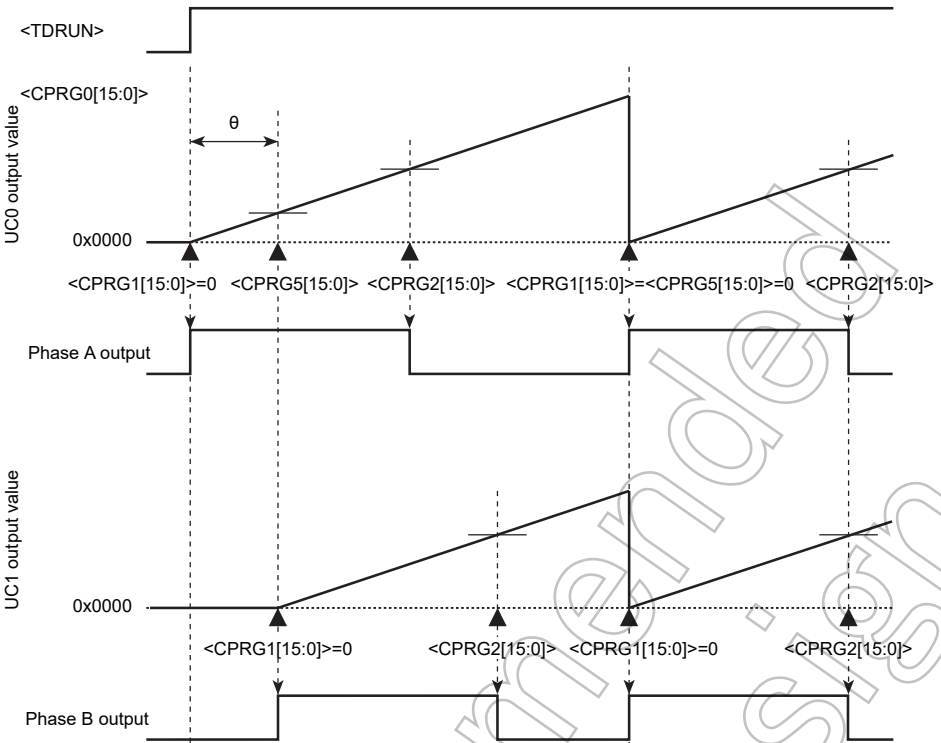 <TDRUN>
<CPRG0[15:0]>
UC0 output value
θ
0x0000
<CPRG1[15:0]>=0 <CPRG5[15:0]> <CPRG2[15:0]> <CPRG1[15:0]>=<CPRG5[15:0]>=0 <CPRG2[15:0]>
Phase A output
UC1 output value
0x0000
<CPRG1[15:0]>=0 <CPRG2[15:0]> <CPRG1[15:0]>=0 <CPRG2[15:0]>
Phase B output